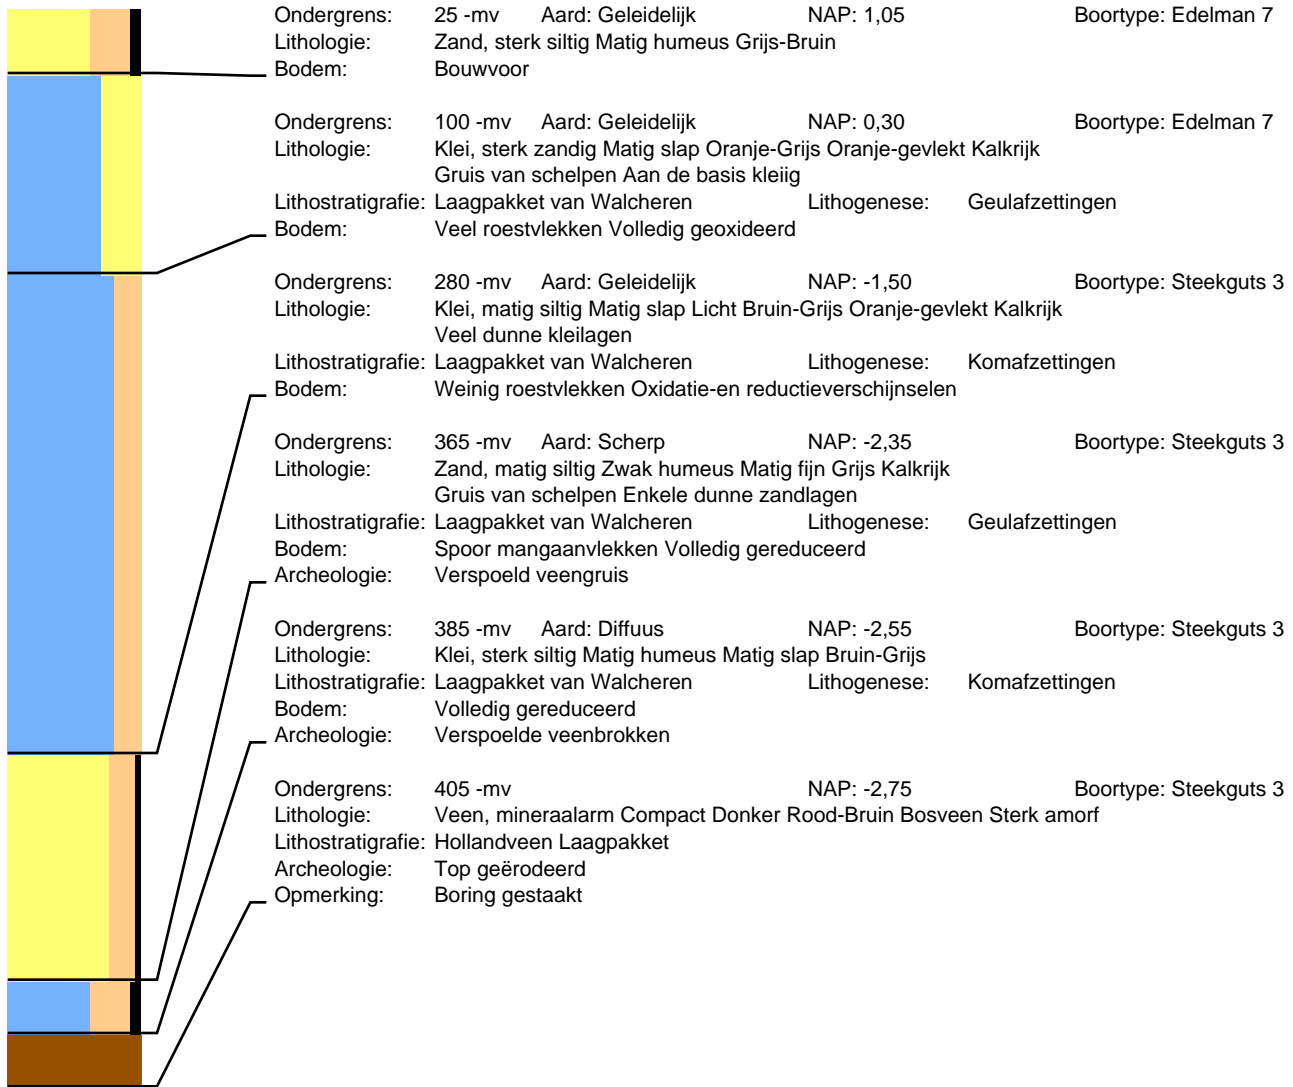 Ondergrens: 25 -mv Aard: Geleidelijk NAP: 1,05 Boortype: Edelman 7
Lithologie: Zand, sterk siltig Matig humeus Grijs-Bruin
Bodem: Bouwvoor
Ondergrens: 100 -mv Aard: Geleidelijk NAP: 0,30 Boortype: Edelman 7
Lithologie: Klei, sterk zandig Matig slap Oranje-Grijs Oranje-gevlekt Kalkrijk
Gruis van schelpen Aan de basis kleiig
Lithostratigrafie: Laagpakket van Walcheren Lithogenese: Geulafzettingen
Bodem: Veel roestvlekken Volledig geoxideerd
Ondergrens: 280 -mv Aard: Geleidelijk NAP: -1,50 Boortype: Steekguts 3
Lithologie: Klei, matig siltig Matig slap Licht Bruin-Grijs Oranje-gevlekt Kalkrijk
Veel dunne kleilagen
Lithostratigrafie: Laagpakket van Walcheren Lithogenese: Komafzettingen
Bodem: Weinig roestvlekken Oxidatie-en reductieverschijnselen
Ondergrens: 365 -mv Aard: Scherp NAP: -2,35 Boortype: Steekguts 3
Lithologie: Zand, matig siltig Zwak humeus Matig fijn Grijs Kalkrijk
Gruis van schelpen Enkele dunne zandlagen
Lithostratigrafie: Laagpakket van Walcheren Lithogenese: Geulafzettingen
Bodem: Spoor mangaanvlekken Volledig gereduceerd
Archeologie: Verspoeld veengruis
Ondergrens: 385 -mv Aard: Diffuus NAP: -2,55 Boortype: Steekguts 3
Lithologie: Klei, sterk siltig Matig humeus Matig slap Bruin-Grijs
Lithostratigrafie: Laagpakket van Walcheren Lithogenese: Komafzettingen
Bodem: Volledig gereduceerd
Archeologie: Verspoelde veenbrokken
Ondergrens: 405 -mv NAP: -2,75 Boortype: Steekguts 3
Lithologie: Veen, mineraalarm Compact Donker Rood-Bruin Bosveen Sterk amorf
Lithostratigrafie: Hollandveen Laagpakket
Archeologie: Top geërodeerd
Opmerking: Boring gestaakt